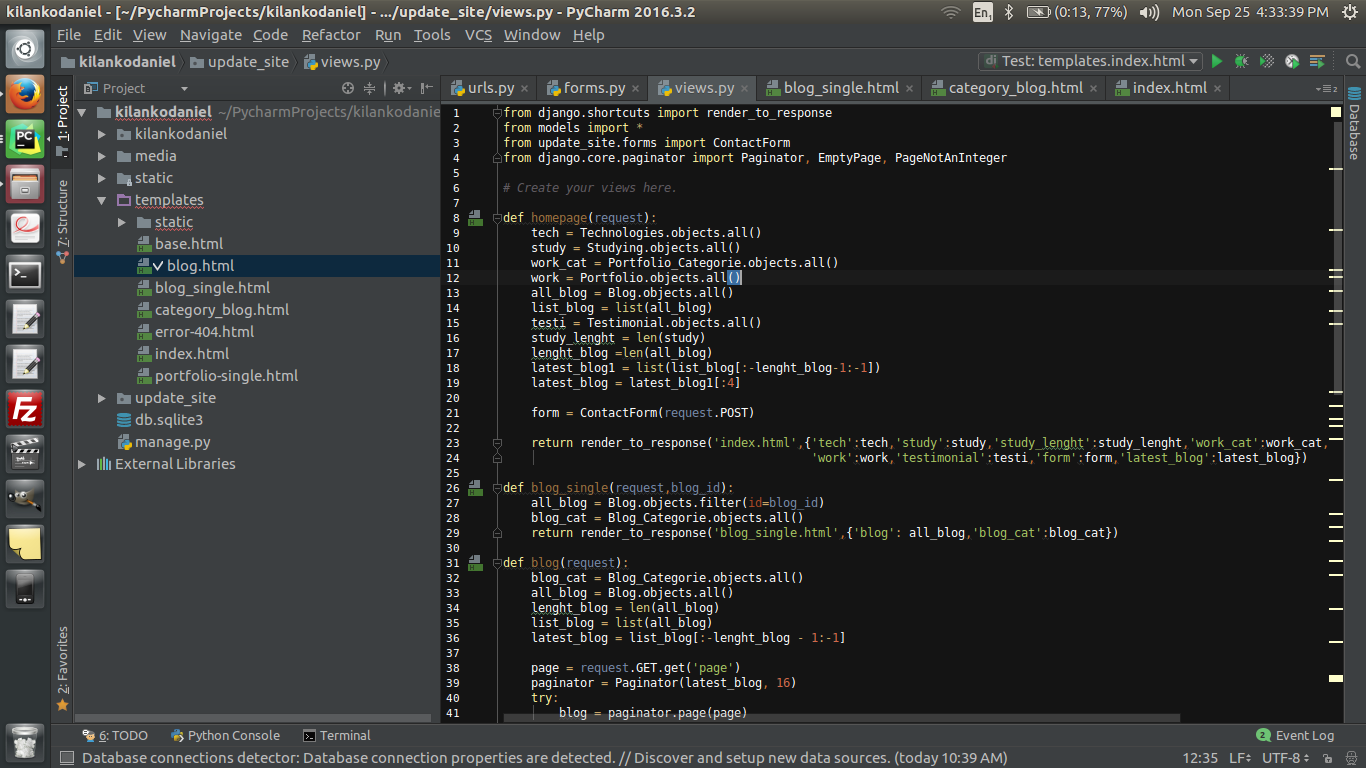 kilankodaniel - [~/PycharmProjects/kilankodaniel] - .../update_site/views.py - PyCharm 2016.3.2
En1
(0:13, 77%)
Mon Sep 25 4:33:39 PM
File Edit View Navigate Code Refactor Run Tools VCS Window Help
kilankodaniel
update_site
views.py
Test: templates.index.html
Project
urls.py
forms.py
views.py
blog_single.html
category_blog.html
index.html
1: Project
7: Structure
2: Favorites
Database
kilankodaniel ~/PycharmProjects/kilankodanie
kilankodaniel
media
static
templates
static
base.html
blog.html
blog_single.html
category_blog.html
error-404.html
index.html
portfolio-single.html
update_site
db.sqlite3
manage.py
External Libraries
1 from django.shortcuts import render_to_response
2 from models import *
3 from update_site.forms import ContactForm
4 from django.core.paginator import Paginator, EmptyPage, PageNotAnInteger
5
6 # Create your views here.
7
8 def homepage(request):
9 tech = Technologies.objects.all()
10 study = Studying.objects.all()
11 work_cat = Portfolio_Categorie.objects.all()
12 work = Portfolio.objects.all()
13 all_blog = Blog.objects.all()
14 list_blog = list(all_blog)
15 testi = Testimonial.objects.all()
16 study_lenght = len(study)
17 lenght_blog =len(all_blog)
18 latest_blog1 = list(list_blog[:-lenght_blog-1:-1])
19 latest_blog = latest_blog1[:4]
20
21 form = ContactForm(request.POST)
22
23 return render_to_response('index.html',{'tech':tech,'study':study,'study_lenght':study_lenght,'work_cat':work_cat,
24 'work':work,'testimonial':testi,'form':form,'latest_blog':latest_blog})
25
26 def blog_single(request,blog_id):
27 all_blog = Blog.objects.filter(id=blog_id)
28 blog_cat = Blog_Categorie.objects.all()
29 return render_to_response('blog_single.html',{'blog': all_blog,'blog_cat':blog_cat})
30
31 def blog(request):
32 blog_cat = Blog_Categorie.objects.all()
33 all_blog = Blog.objects.all()
34 lenght_blog = len(all_blog)
35 list_blog = list(all_blog)
36 latest_blog = list_blog[:-lenght_blog - 1:-1]
37
38 page = request.GET.get('page')
39 paginator = Paginator(latest_blog, 16)
40 try:
41 blog = paginator.page(page)
6: TODO
Python Console
Terminal
2 Event Log
Database connections detector: Database connection properties are detected. // Discover and setup new data sources. (today 10:39 AM)
12:35 LF UTF-8